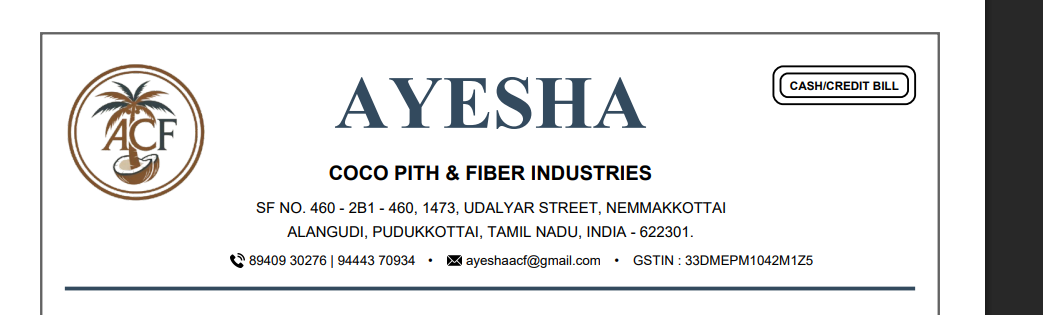 ACF
AYESHA
CASH/CREDIT BILL
COCO PITH & FIBER INDUSTRIES
SF NO. 460 - 2B1 - 460, 1473, UDALYAR STREET, NEMMAKKOTTAI
ALANGUDI, PUDUKKOTTAI, TAMIL NADU, INDIA - 622301.
89409 30276 | 94443 70934 • ayeshaacf@gmail.com • GSTIN : 33DMEPM1042M1Z5